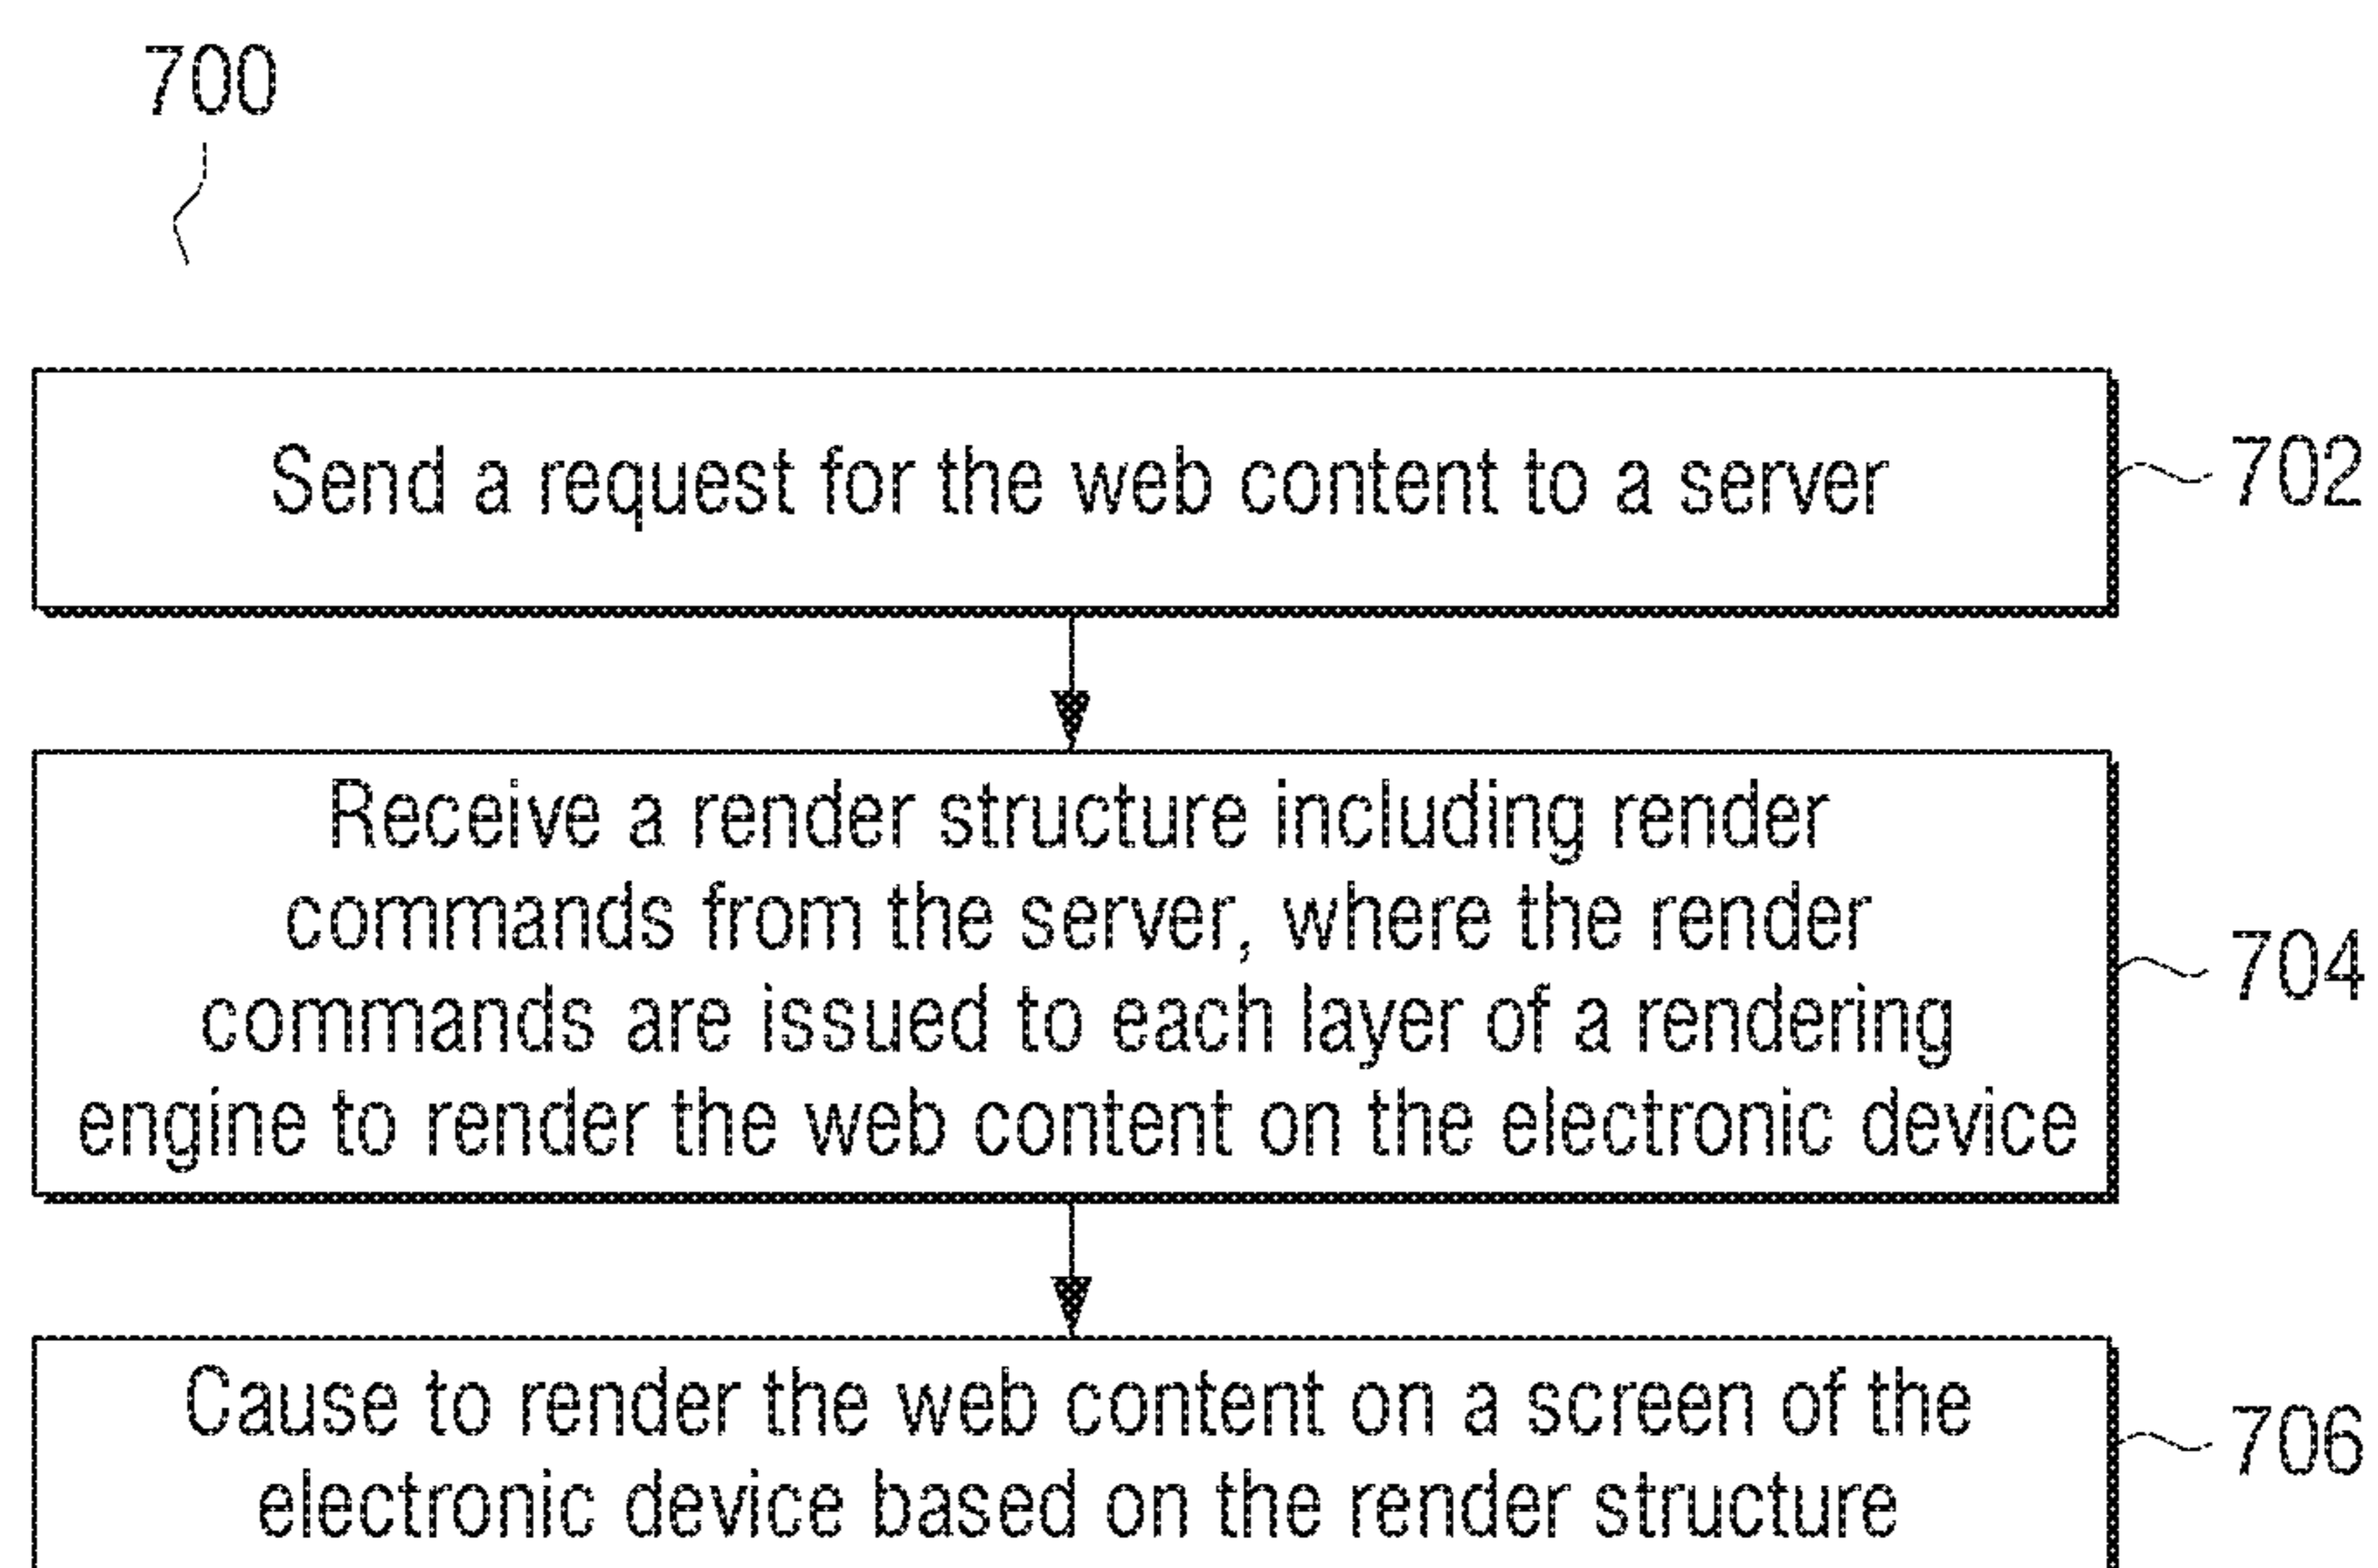 700
Send a request for the web content to a server
702
Receive a render structure including render
commands from the server, where the render
commands are issued to each layer of a rendering
engine to render the web content on the electronic device
704
Cause to render the web content on a screen of the
electronic device based on the render structure
706